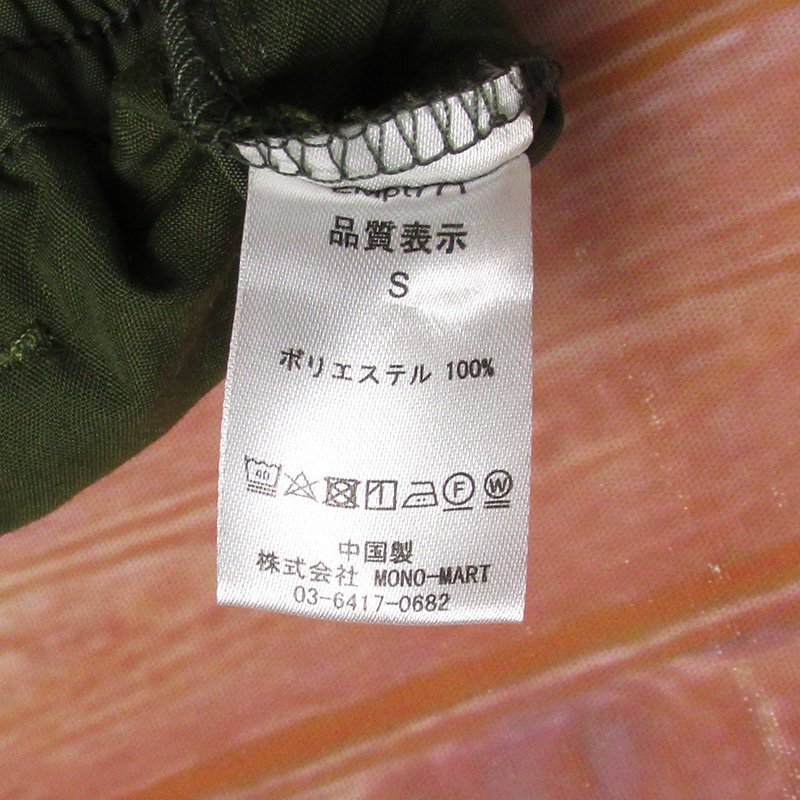 品質表示
S
ポリエステル 100%
40
F
W
中国製
株式会社 MONO-MART
03-6417-0682